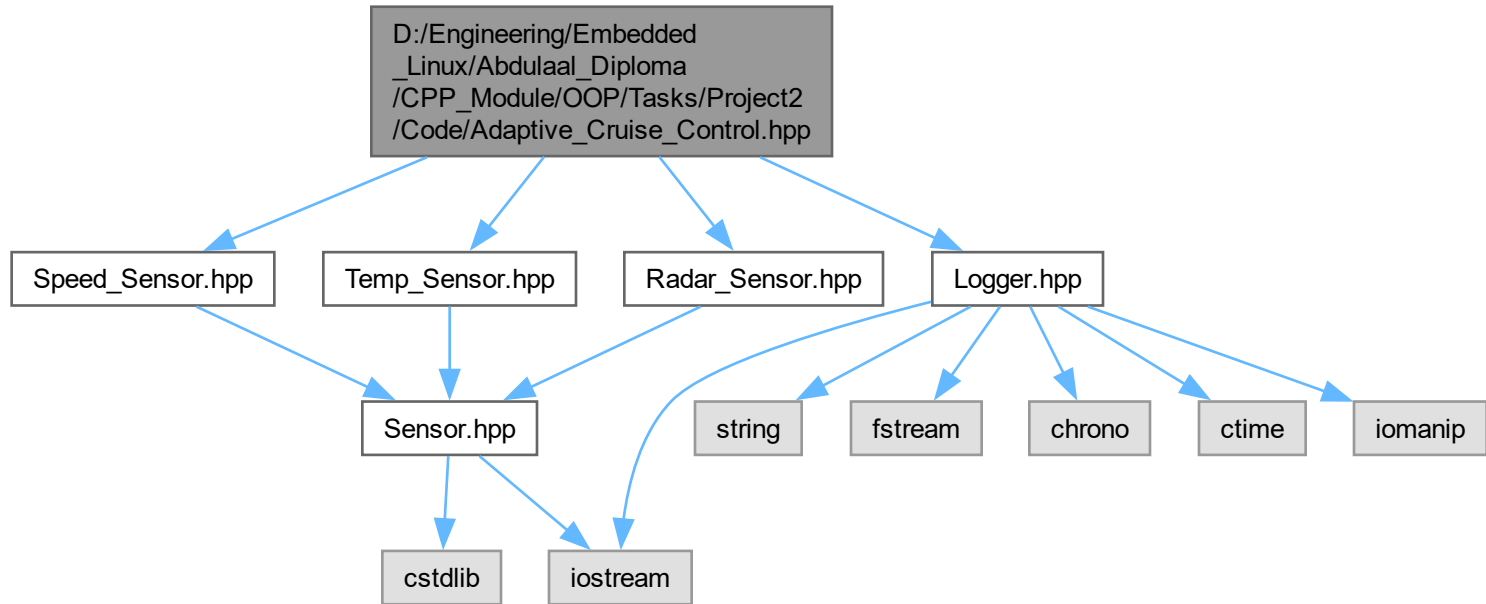 D:/Engineering/Embedded
_Linux/Abdulaal_Diploma
/CPP_Module/OOP/Tasks/Project2
/Code/Adaptive_Cruise_Control.hpp
Speed_Sensor.hpp
Temp_Sensor.hpp
Radar_Sensor.hpp
Logger.hpp
Sensor.hpp
string
fstream
chrono
ctime
iomanip
cstdlib
iostream